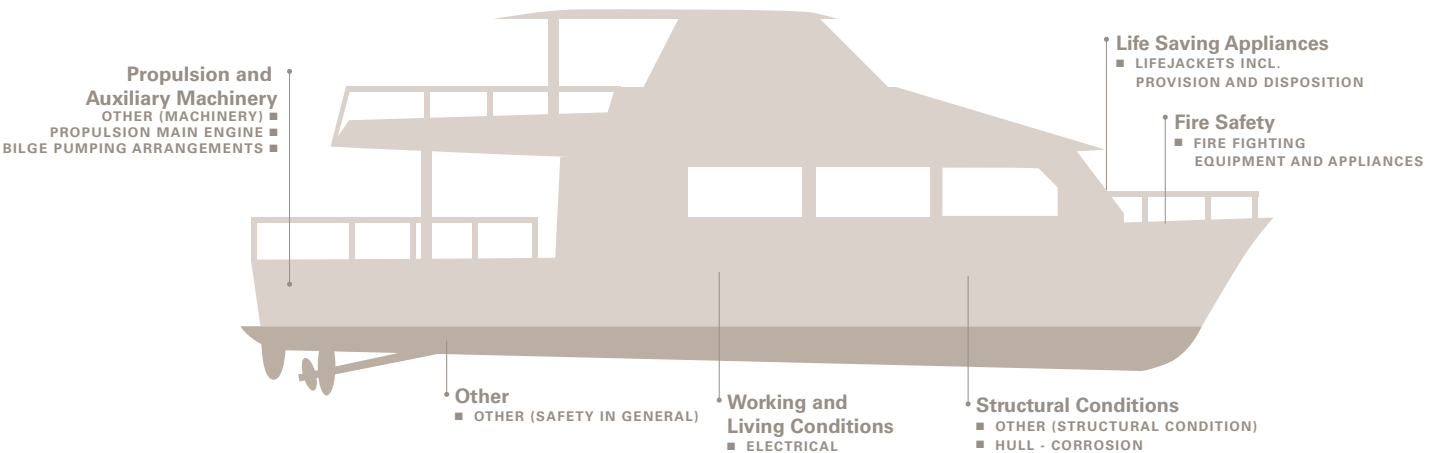 Propulsion and
Auxiliary Machinery
OTHER (MACHINERY)
PROPULSION MAIN ENGINE
BILGE PUMPING ARRANGEMENTS
Life Saving Appliances
LIFEJACKETS INCL.
PROVISION AND DISPOSITION
Fire Safety
FIRE FIGHTING
EQUIPMENT AND APPLIANCES
Other
OTHER (SAFETY IN GENERAL)
Working and
Living Conditions
ELECTRICAL
Structural Conditions
OTHER (STRUCTURAL CONDITION)
HULL - CORROSION